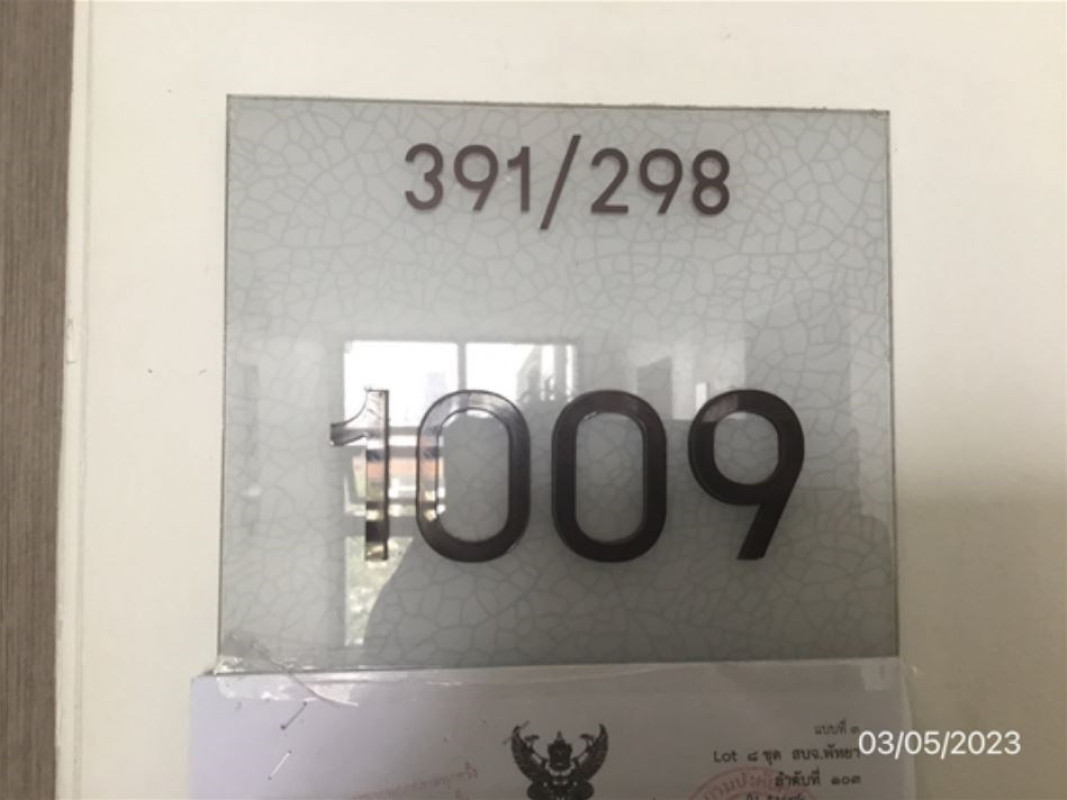 391/298
1009
แบบที่ ๓
Lot ๘ ชุด สบจ.พัทยา
03/05/2023
ลำดับที่ ๑๐๓